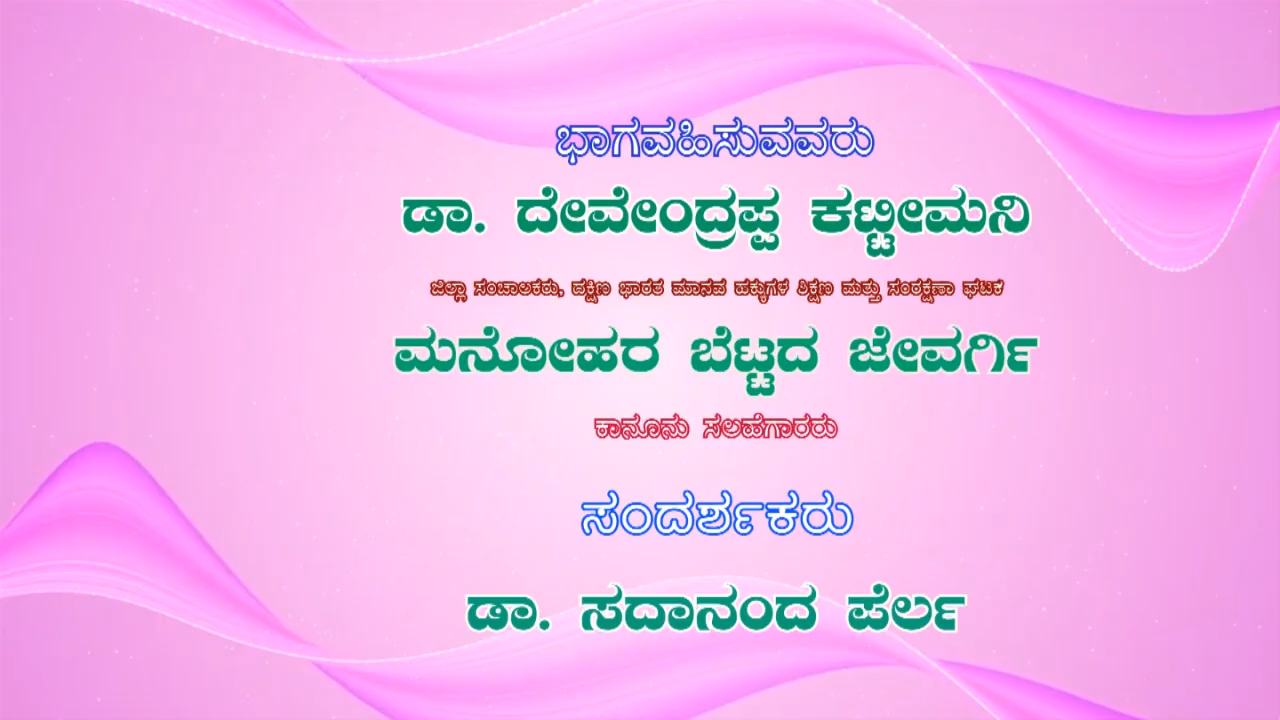 ಭಾಗವಹಿಸುವವರು
ಡಾ. ದೇವೇಂದ್ರಪ್ಪ ಕಟ್ಟೀಮನಿ
ಜಿಲ್ಲಾ ಸಂಚಾಲಕರು, ದಕ್ಷಿಣ ಭಾರತ ಮಾನವ ಹಕ್ಕುಗಳ ಶಿಕ್ಷಣ ಮತ್ತು ಸಂರಕ್ಷಣಾ ಘಟಕ
ಮನೋಹರ ಬೆಟ್ಟದ ಜೇವರ್ಗಿ
ಕಾನೂನು ಸಲಹೆಗಾರರು
ಸಂದರ್ಶಕರು
ಡಾ. ಸದಾನಂದ ಪೆರ್ಲ